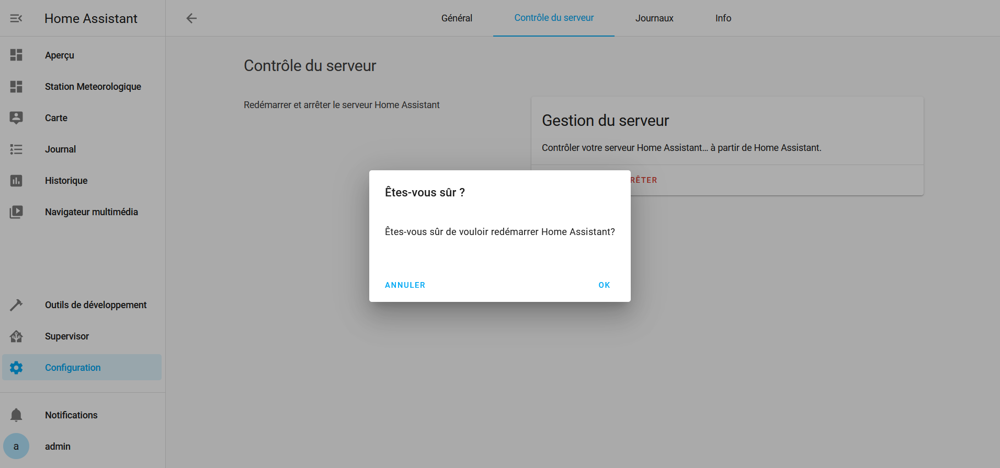 Home Assistant
Général
Contrôle du serveur
Journaux
Info
Aperçu
Station Meteorologique
Carte
Journal
Historique
Navigateur multimédia
Outils de développement
Supervisor
Configuration
Notifications
a
admin
Contrôle du serveur
Redémarrer et arrêter le serveur Home Assistant
Gestion du serveur
Contrôler votre serveur Home Assistant... à partir de Home Assistant.
RÊTER
Êtes-vous sûr ?
Êtes-vous sûr de vouloir redémarrer Home Assistant?
ANNULER
OK